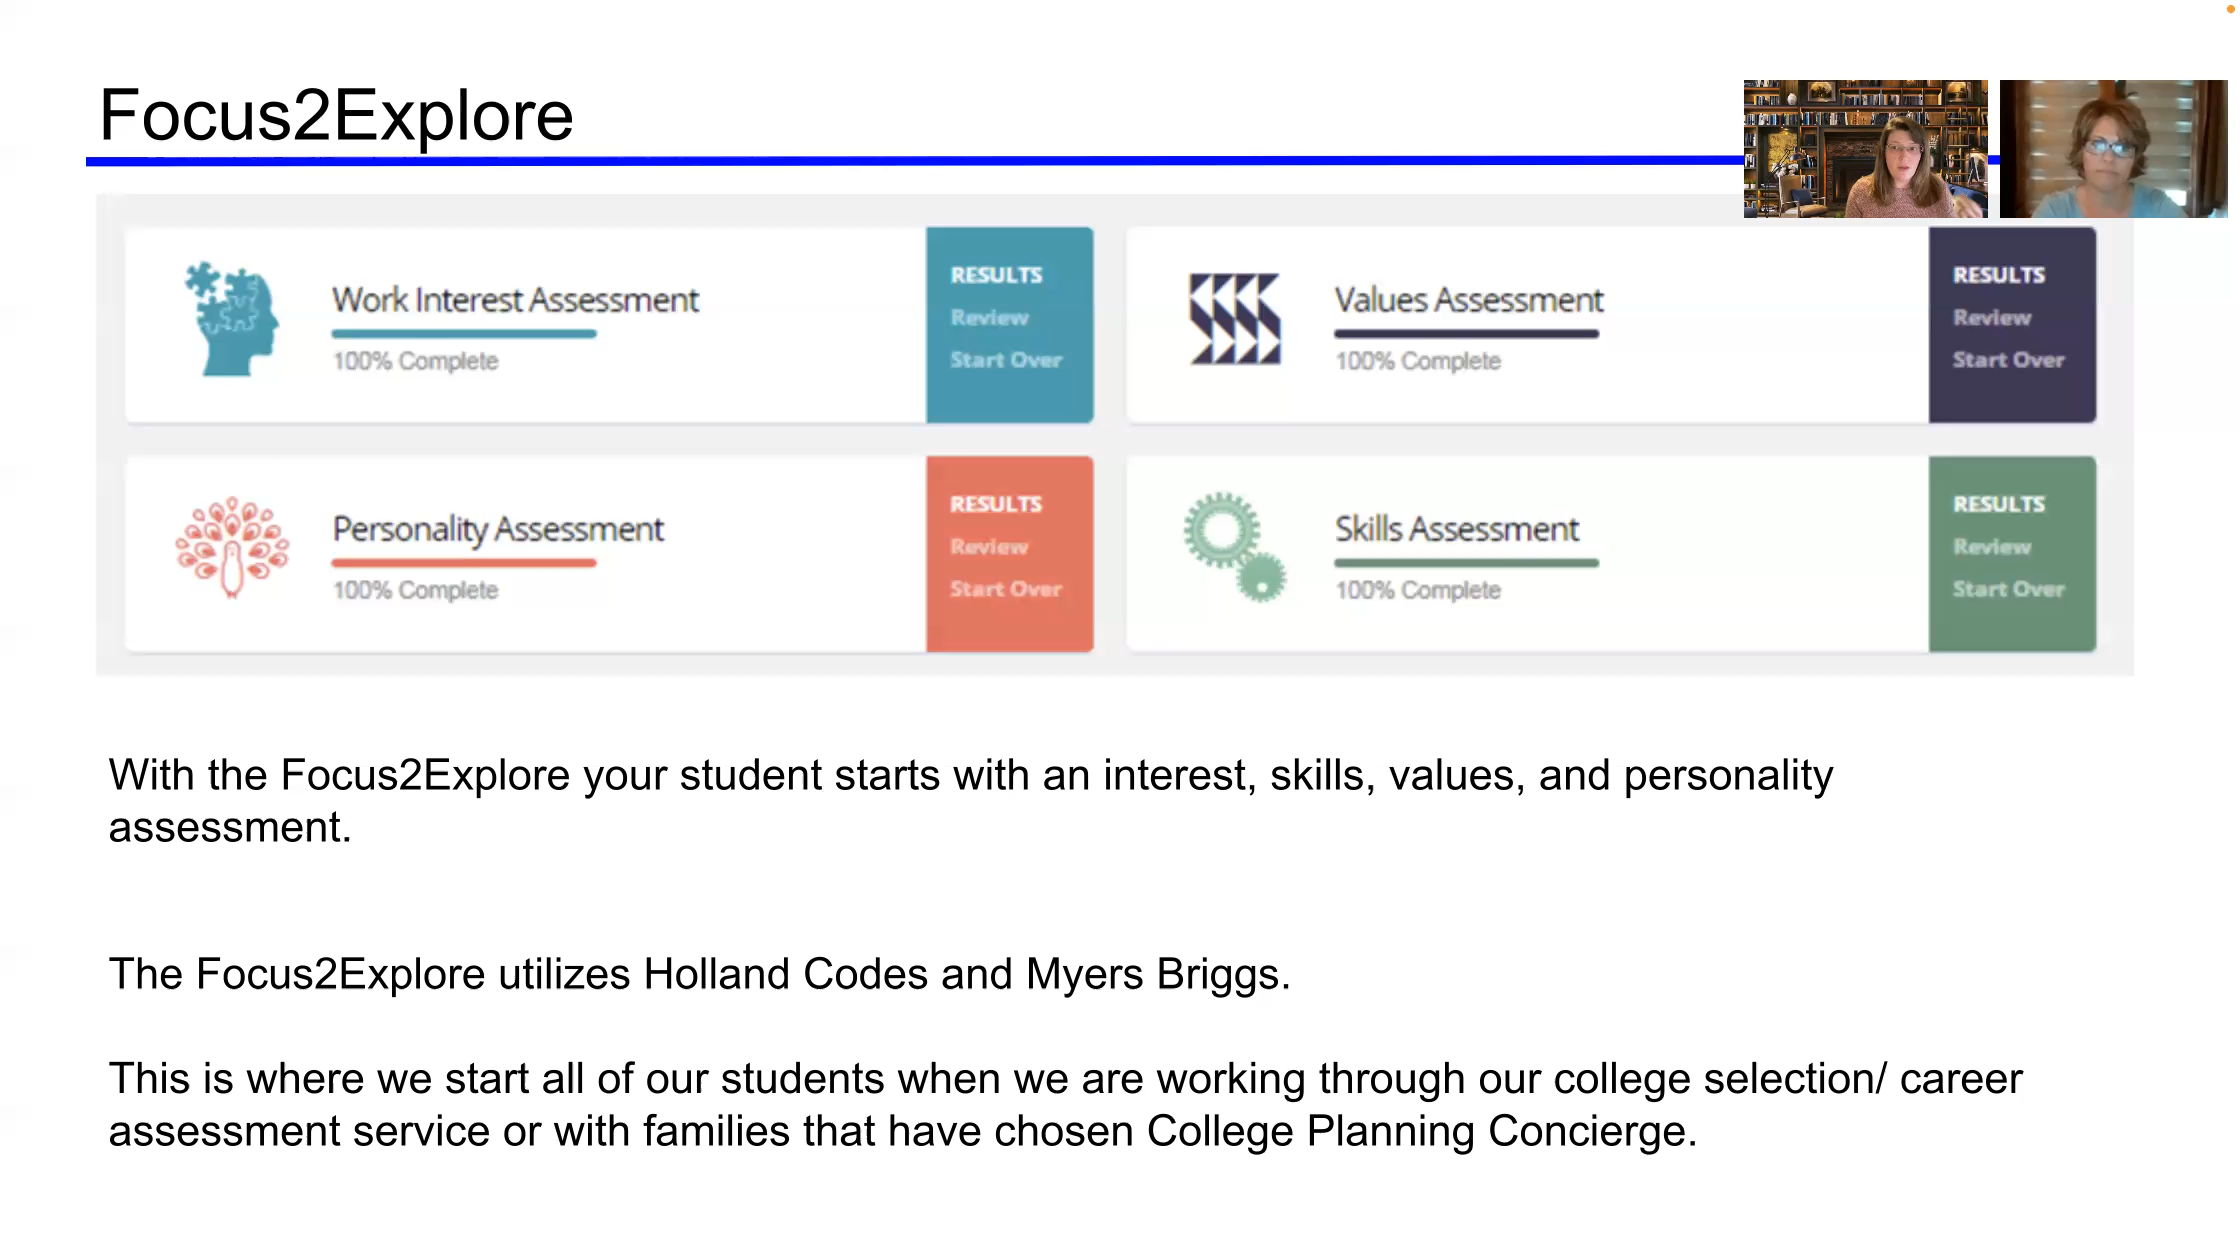 Focus2Explore
Work Interest Assessment
100% Complete
RESULTS
Review
Start Over
Values Assessment
100% Complete
RESULTS
Review
Start Over
Personality Assessment
100% Complete
RESULTS
Review
Start Over
Skills Assessment
100% Complete
RESULTS
Review
Start Over
With the Focus2Explore your student starts with an interest, skills, values, and personality
assessment.
The Focus2Explore utilizes Holland Codes and Myers Briggs.
This is where we start all of our students when we are working through our college selection/ career
assessment service or with families that have chosen College Planning Concierge.